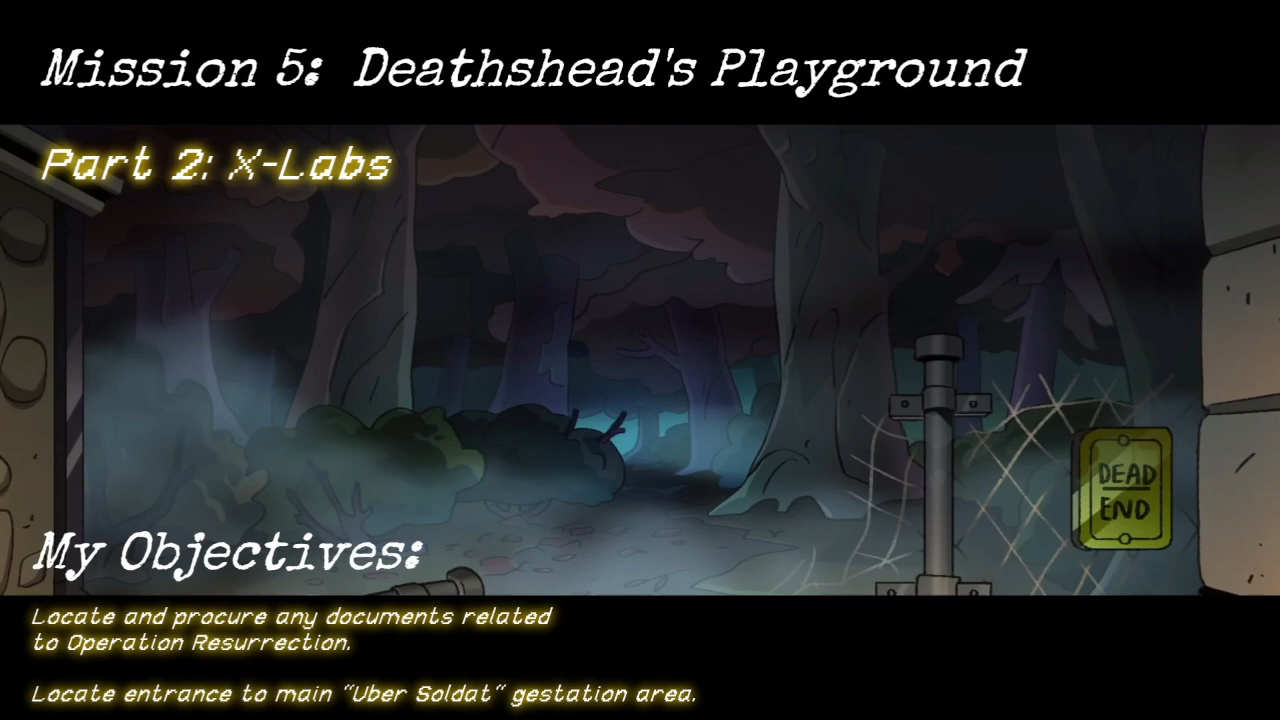 Mission 5: Deathshead's Playground
Part 2: X-Labs
DEAD
END
My Objectives:
Locate and procure any documents related
to Operation Resurrection.
Locate entrance to main "Uber Soldat" gestation area.